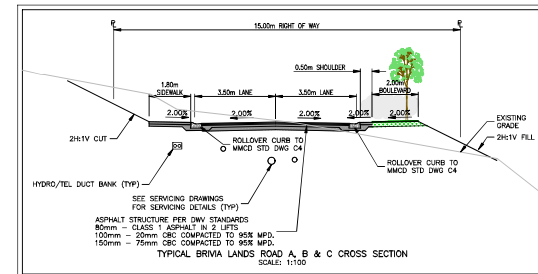 15.00m RIGHT OF WAY
0.50m SHOULDER
1.80m
SIDEWALK
3.50m LANE
3.50m LANE
2.00m
BOULEVARD
2.00%
2.00%
2.00%
2.00%
2H:1V CUT
ROLLOVER CURB TO
MMCD STD DWG C4
ROLLOVER CURB TO
MMCD STD DWG C4
EXISTING
GRADE
2H:1V FILL
HYDRO/TEL DUCT BANK (TYP)
SEE SERVICING DRAWINGS
FOR SERVICING DETAILS (TYP)
ASPHALT STRUCTURE PER DWV STANDARDS
80mm - CLASS 1 ASPHALT IN 2 LIFTS
100mm - 20mm CBC COMPACTED TO 95% MPD.
150mm - 75mm CBC COMPACTED TO 95% MPD.
TYPICAL BRIVIA LANDS ROAD A, B & C CROSS SECTION
SCALE: 1:100